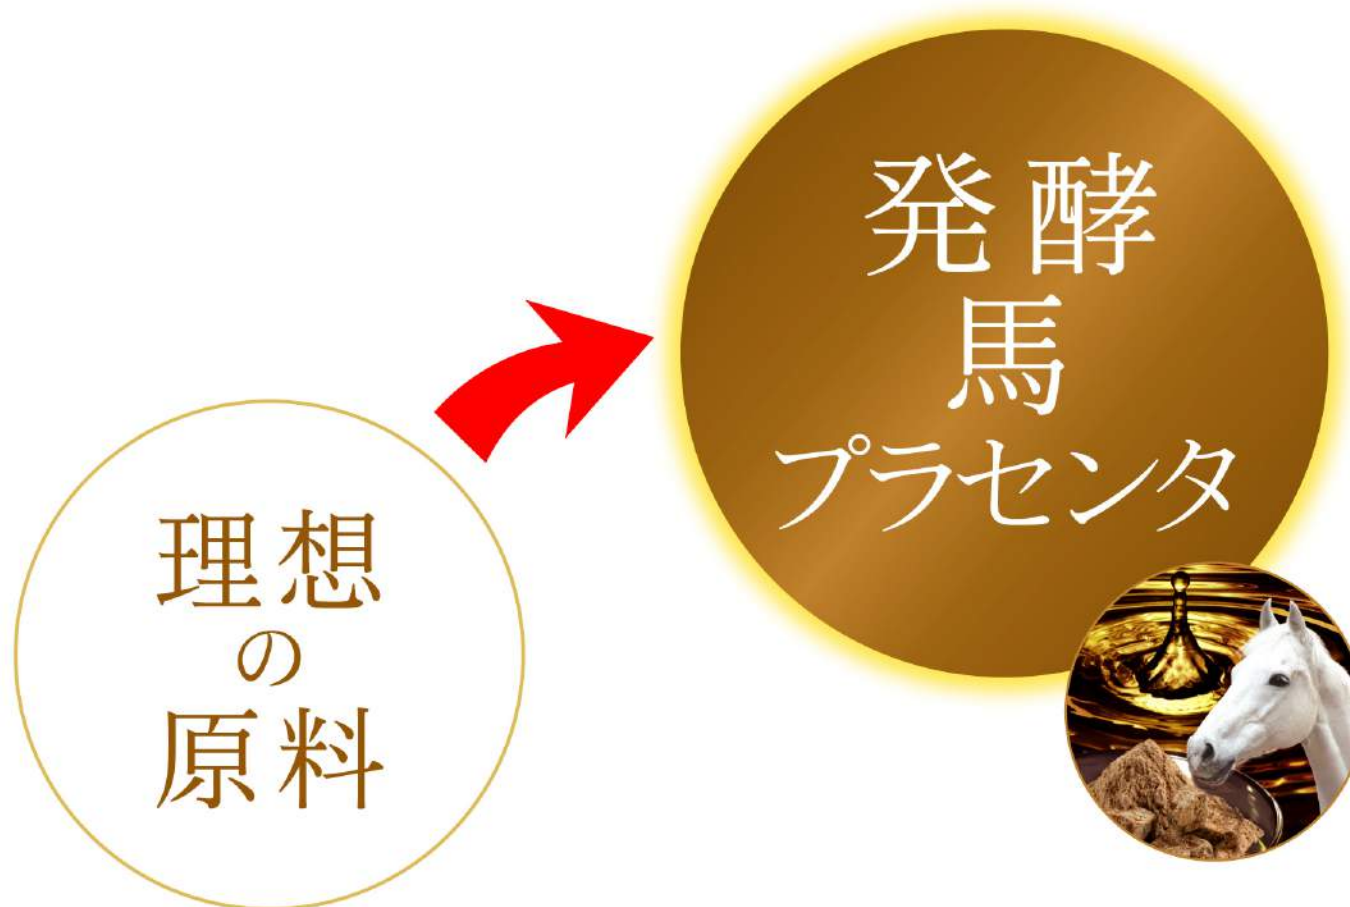 理想
の
原料
発酵
馬
プラセンタ